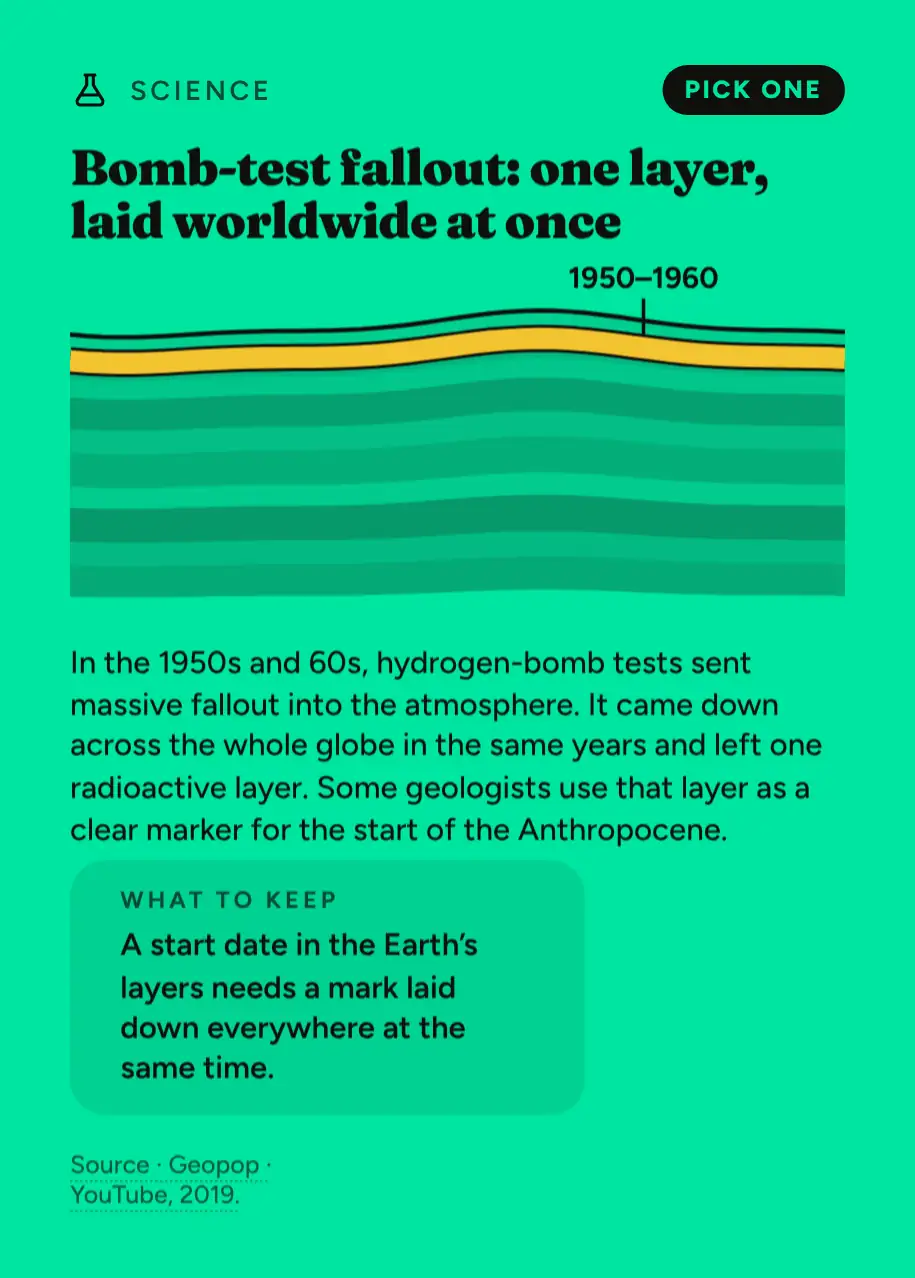 SCIENCE
PICK ONE
Bomb-test fallout: one layer,
laid worldwide at once
1950–1960
In the 1950s and 60s, hydrogen-bomb tests sent
massive fallout into the atmosphere. It came down
across the whole globe in the same years and left one
radioactive layer. Some geologists use that layer as a
clear marker for the start of the Anthropocene.
WHAT TO KEEP
A start date in the Earth’s
layers needs a mark laid
down everywhere at the
same time.
Source · Geopop ·
YouTube, 2019.